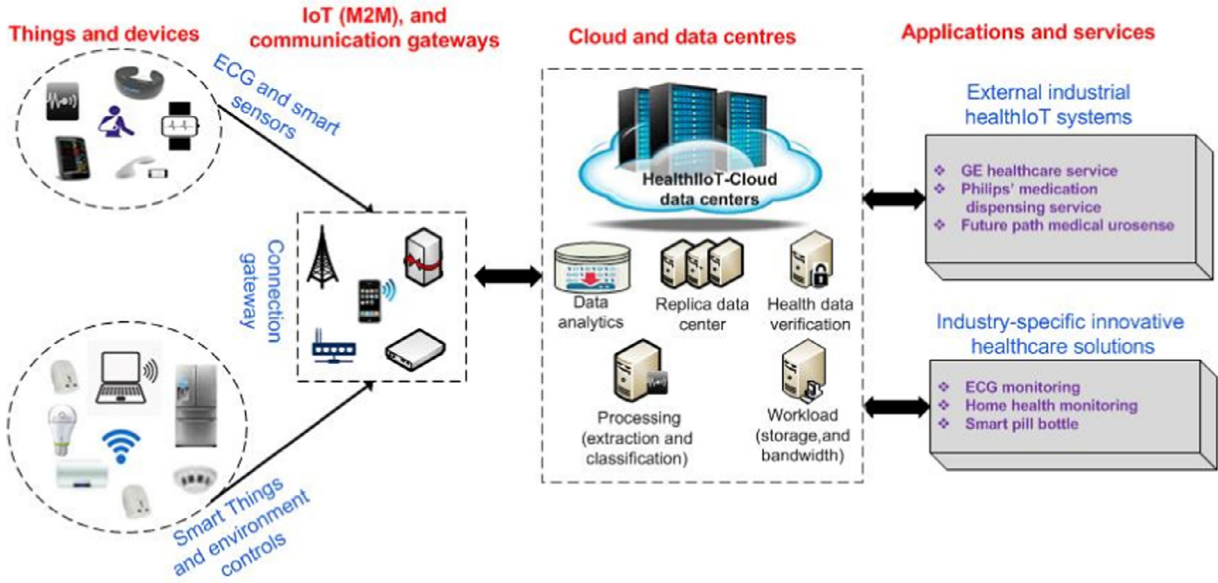 Things and devices
IoT (M2M), and
communication gateways
Cloud and data centres
Applications and services
ECG and smart
sensors
Connection
gateway
Smart Things
and environment
controls
HealthIIoT-Cloud
data centers
Data
analytics
Replica data
center
Health data
verification
Processing
(extraction and
classification)
Workload
(storage,and
bandwidth)
External industrial
healthIoT systems
❖ GE healthcare service
❖ Philips’ medication
dispensing service
❖ Future path medical urosense
Industry-specific innovative
healthcare solutions
❖ ECG monitoring
❖ Home health monitoring
❖ Smart pill bottle